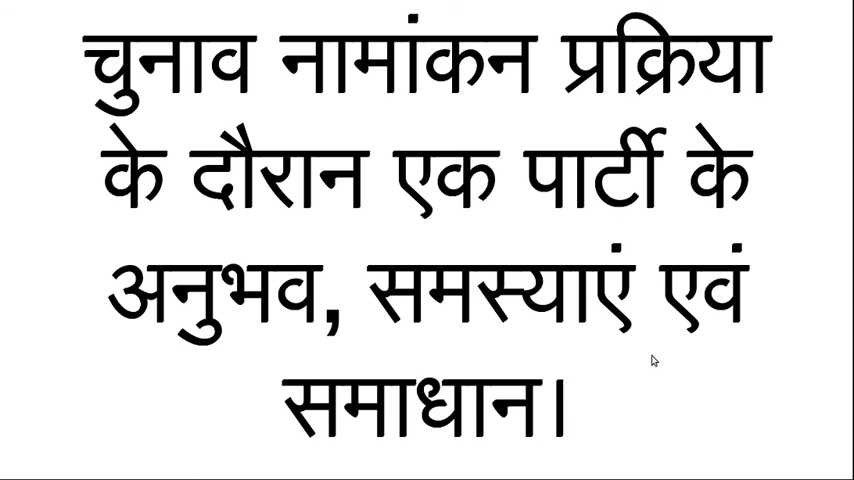 चुनाव नामांकन प्रक्रिया
के दौरान एक पार्टी के
अनुभव, समस्याएं एवं
समाधान।